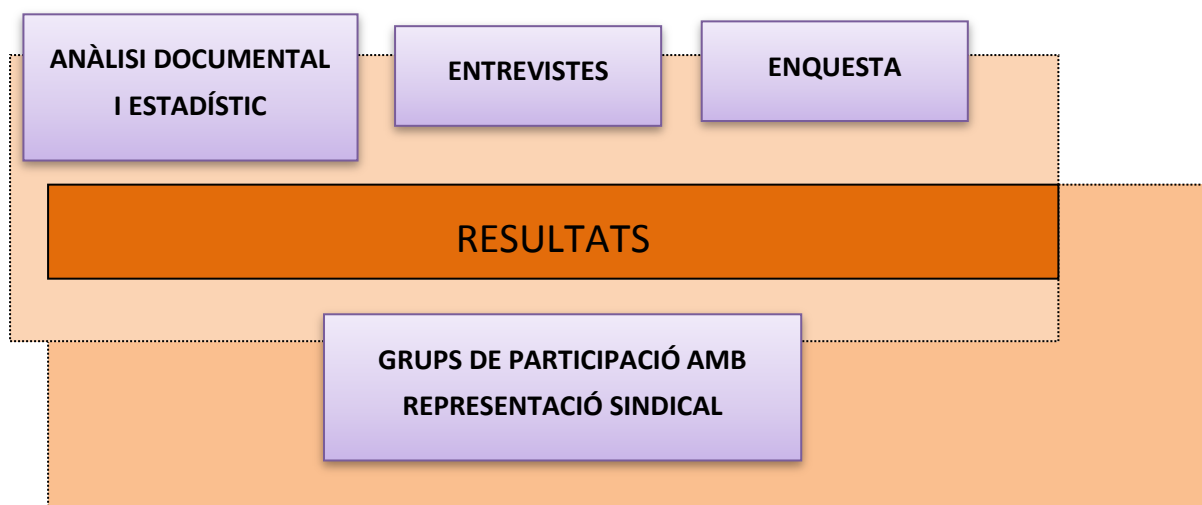 ANÀLISI DOCUMENTAL
I ESTADÍSTIC
ENTREVISTES
ENQUESTA
RESULTATS
GRUPS DE PARTICIPACIÓ AMB
REPRESENTACIÓ SINDICAL